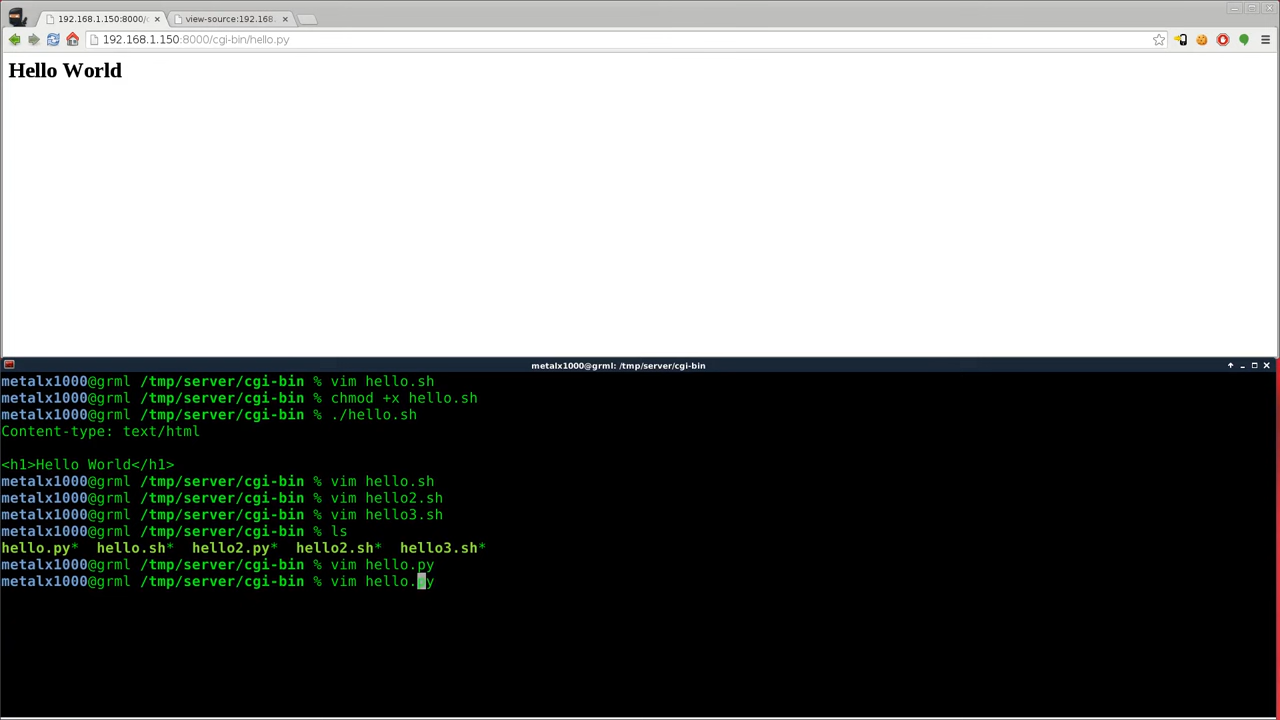 192.168.1.150:8000/c
view-source:192.168.
192.168.1.150:8000/cgi-bin/hello.py
Hello World
metalx1000@grml: /tmp/server/cgi-bin
metalx1000@grml /tmp/server/cgi-bin % vim hello.sh
metalx1000@grml /tmp/server/cgi-bin % chmod +x hello.sh
metalx1000@grml /tmp/server/cgi-bin % ./hello.sh
Content-type: text/html
<h1>Hello World</h1>
metalx1000@grml /tmp/server/cgi-bin % vim hello.sh
metalx1000@grml /tmp/server/cgi-bin % vim hello2.sh
metalx1000@grml /tmp/server/cgi-bin % vim hello3.sh
metalx1000@grml /tmp/server/cgi-bin % ls
hello.py* hello.sh* hello2.py* hello2.sh* hello3.sh*
metalx1000@grml /tmp/server/cgi-bin % vim hello.py
metalx1000@grml /tmp/server/cgi-bin % vim hello.py